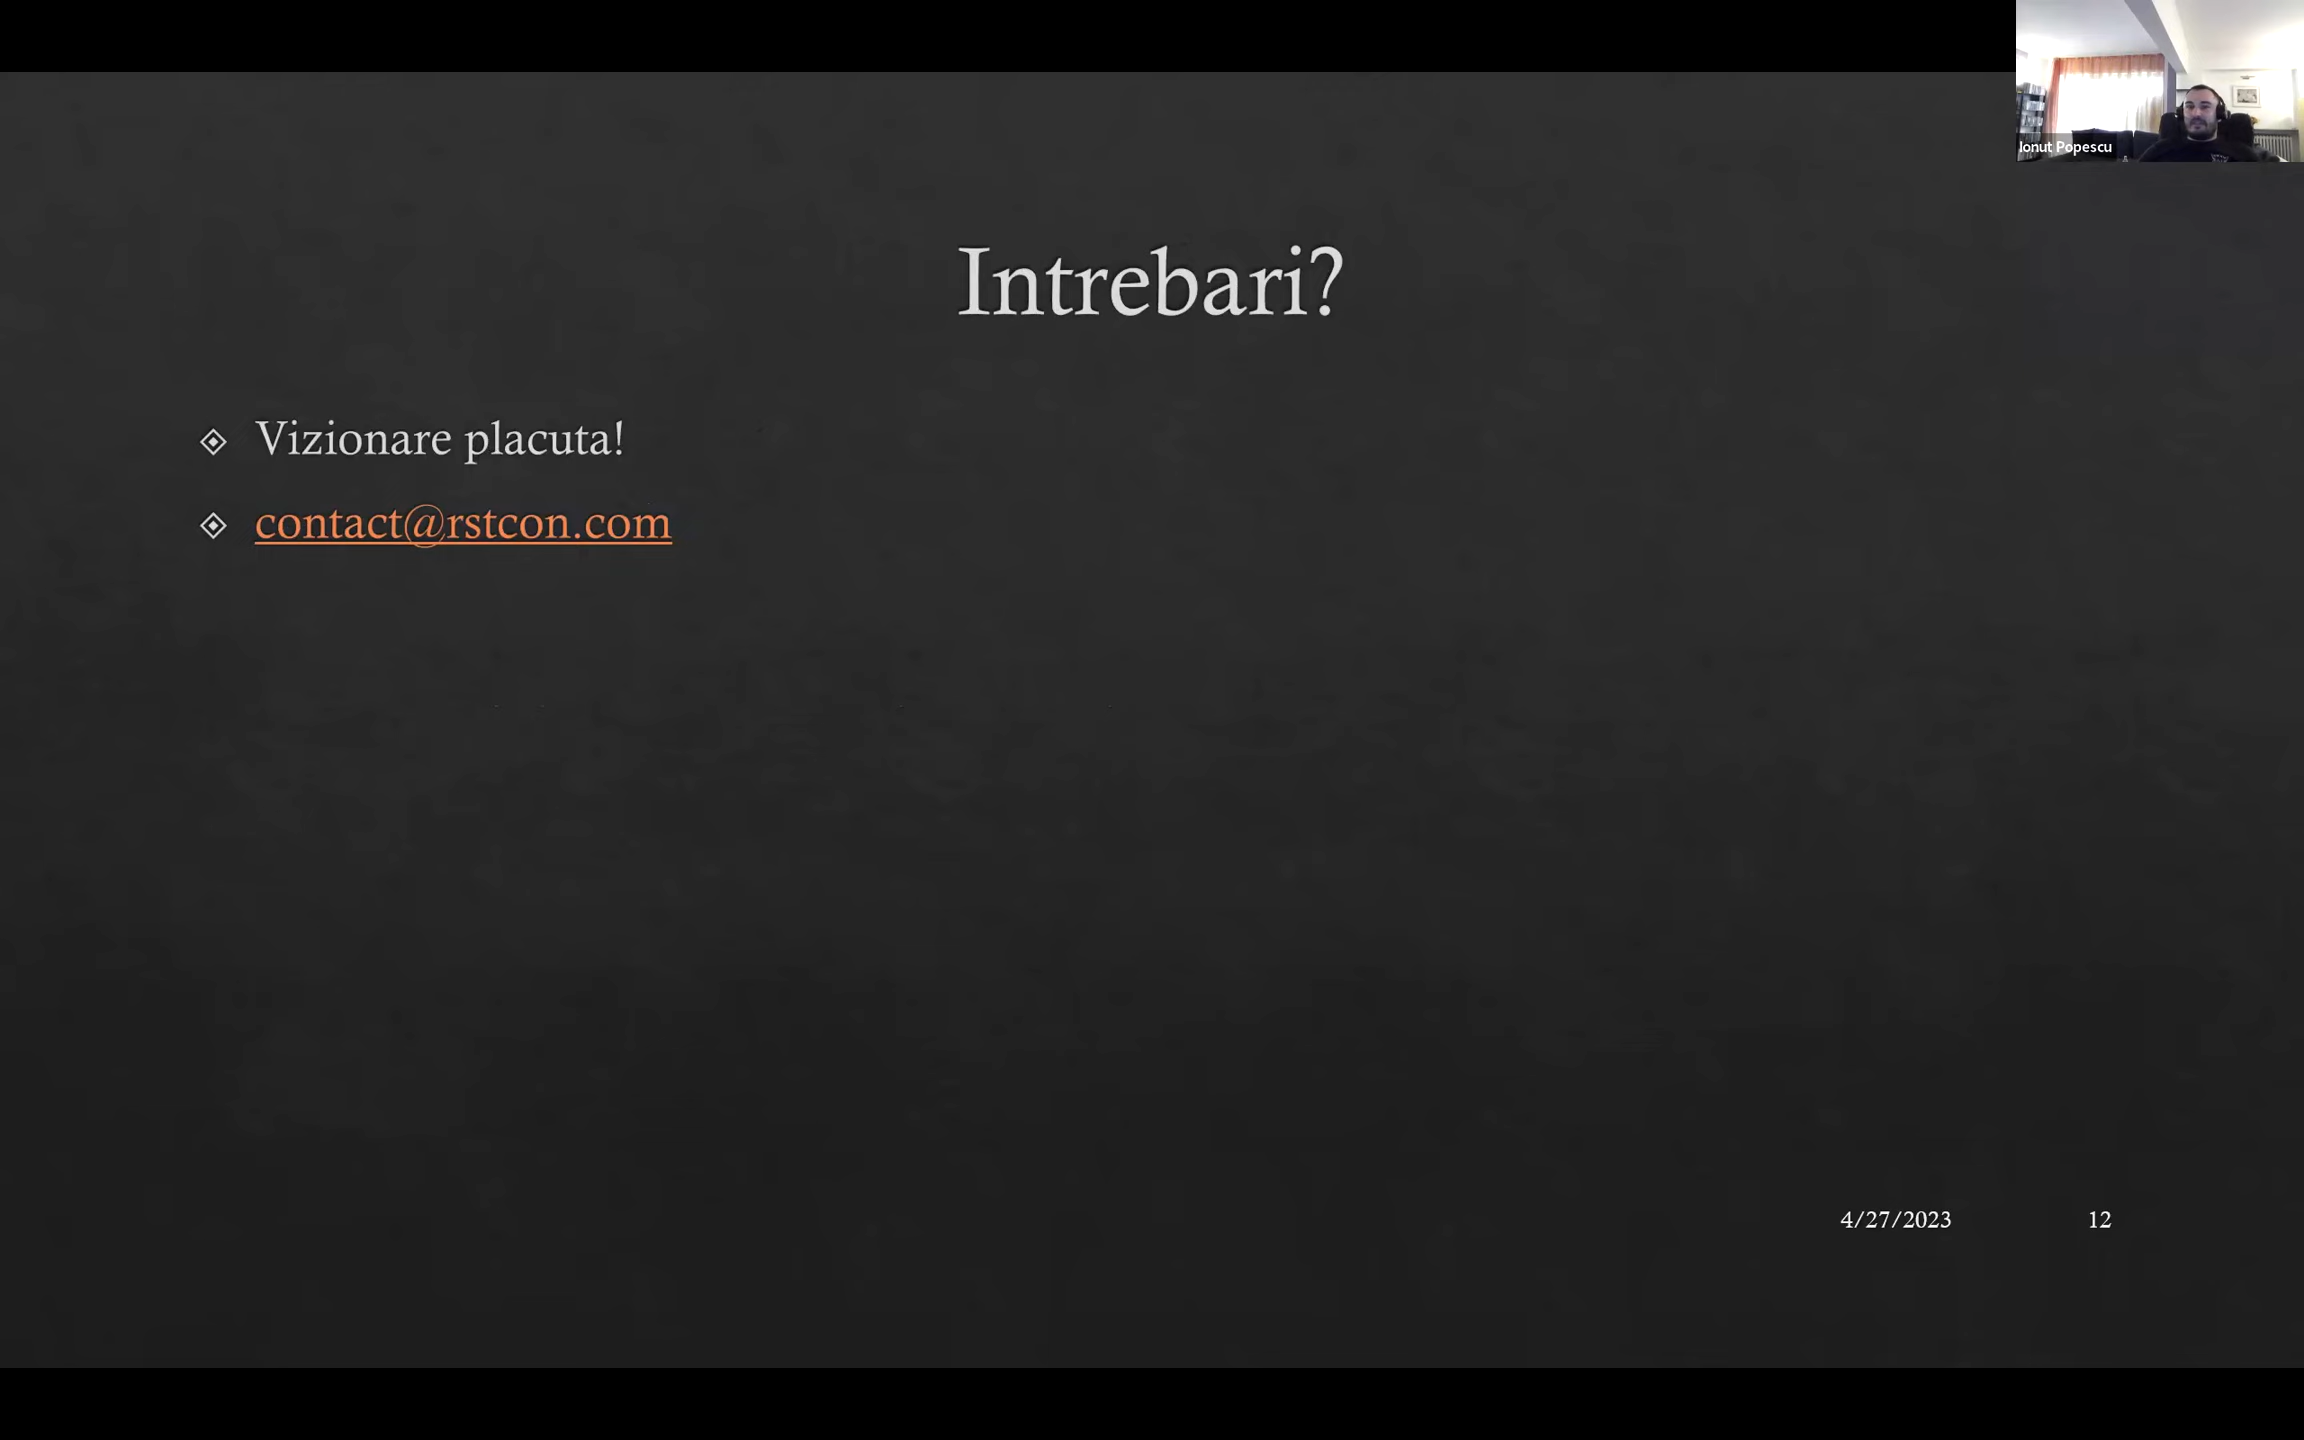 Ionut Popescu
Intrebari?
Vizionare placuta!
contact@rstcon.com
4/27/2023
12